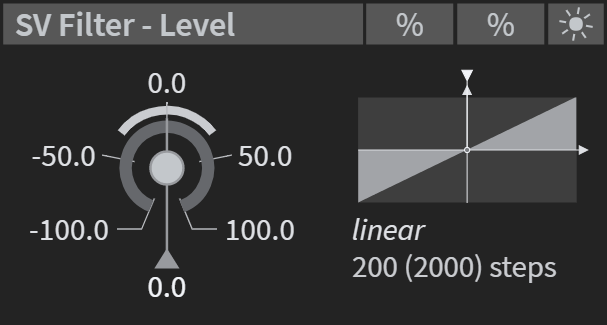 SV Filter - Level % %
0.0
-50.0 50.0
-100.0 100.0
0.0
linear
200 (2000) steps